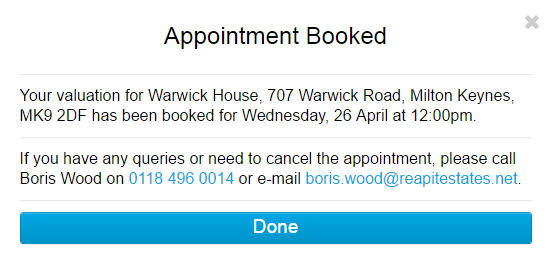 Appointment Booked
Your valuation for Warwick House, 707 Warwick Road, Milton Keynes,
MK9 2DF has been booked for Wednesday, 26 April at 12:00pm.
If you have any queries or need to cancel the appointment, please call
Boris Wood on 0118 496 0014 or e-mail boris.wood@reapitestates.net.
Done